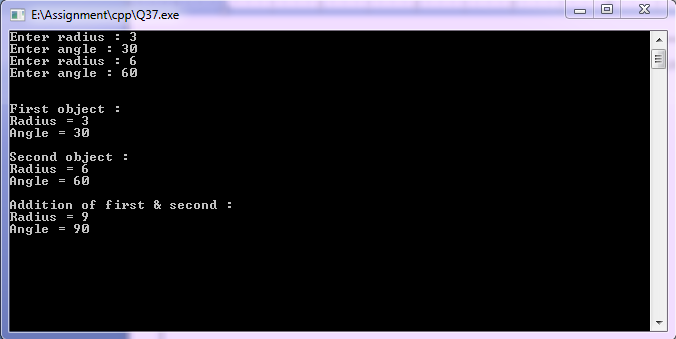 E:\Assignment\cpp\Q37.exe
Enter radius : 3
Enter angle : 30
Enter radius : 6
Enter angle : 60
First object :
Radius = 3
Angle = 30
Second object :
Radius = 6
Angle = 60
Addition of first & second :
Radius = 9
Angle = 90